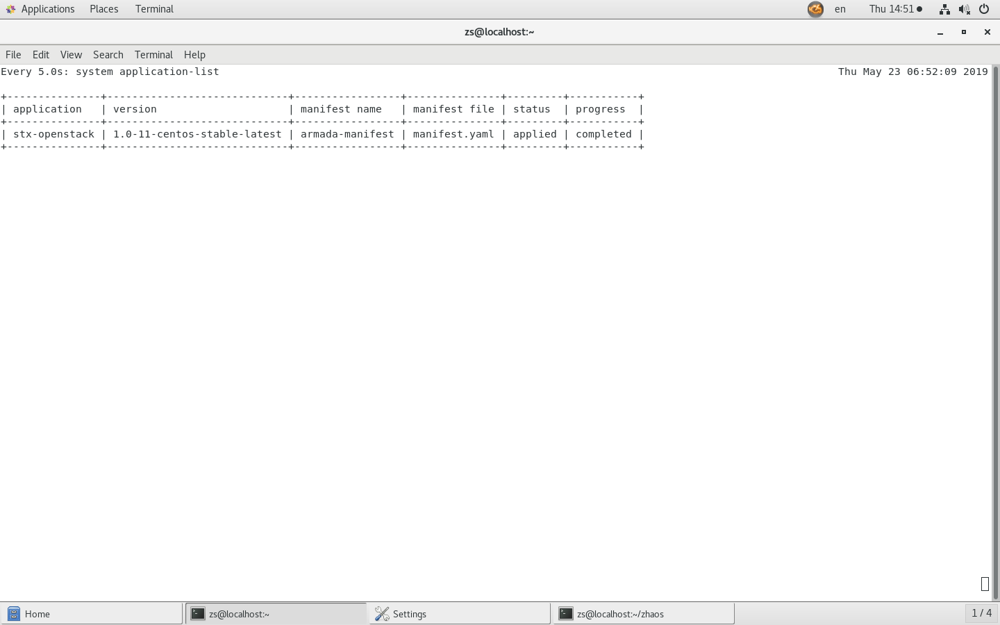 Applications Places Terminal en Thu 14:51
zs@localhost:~
File Edit View Search Terminal Help
Every 5.0s: system application-list Thu May 23 06:52:09 2019
+---------------+-----------------------------+-----------------+---------------+---------+-----------+
| application   | version                     | manifest name   | manifest file | status  | progress  |
+---------------+-----------------------------+-----------------+---------------+---------+-----------+
| stx-openstack | 1.0-11-centos-stable-latest | armada-manifest | manifest.yaml | applied | completed |
+---------------+-----------------------------+-----------------+---------------+---------+-----------+
Home zs@localhost:~ Settings zs@localhost:~/zhaos 1 / 4